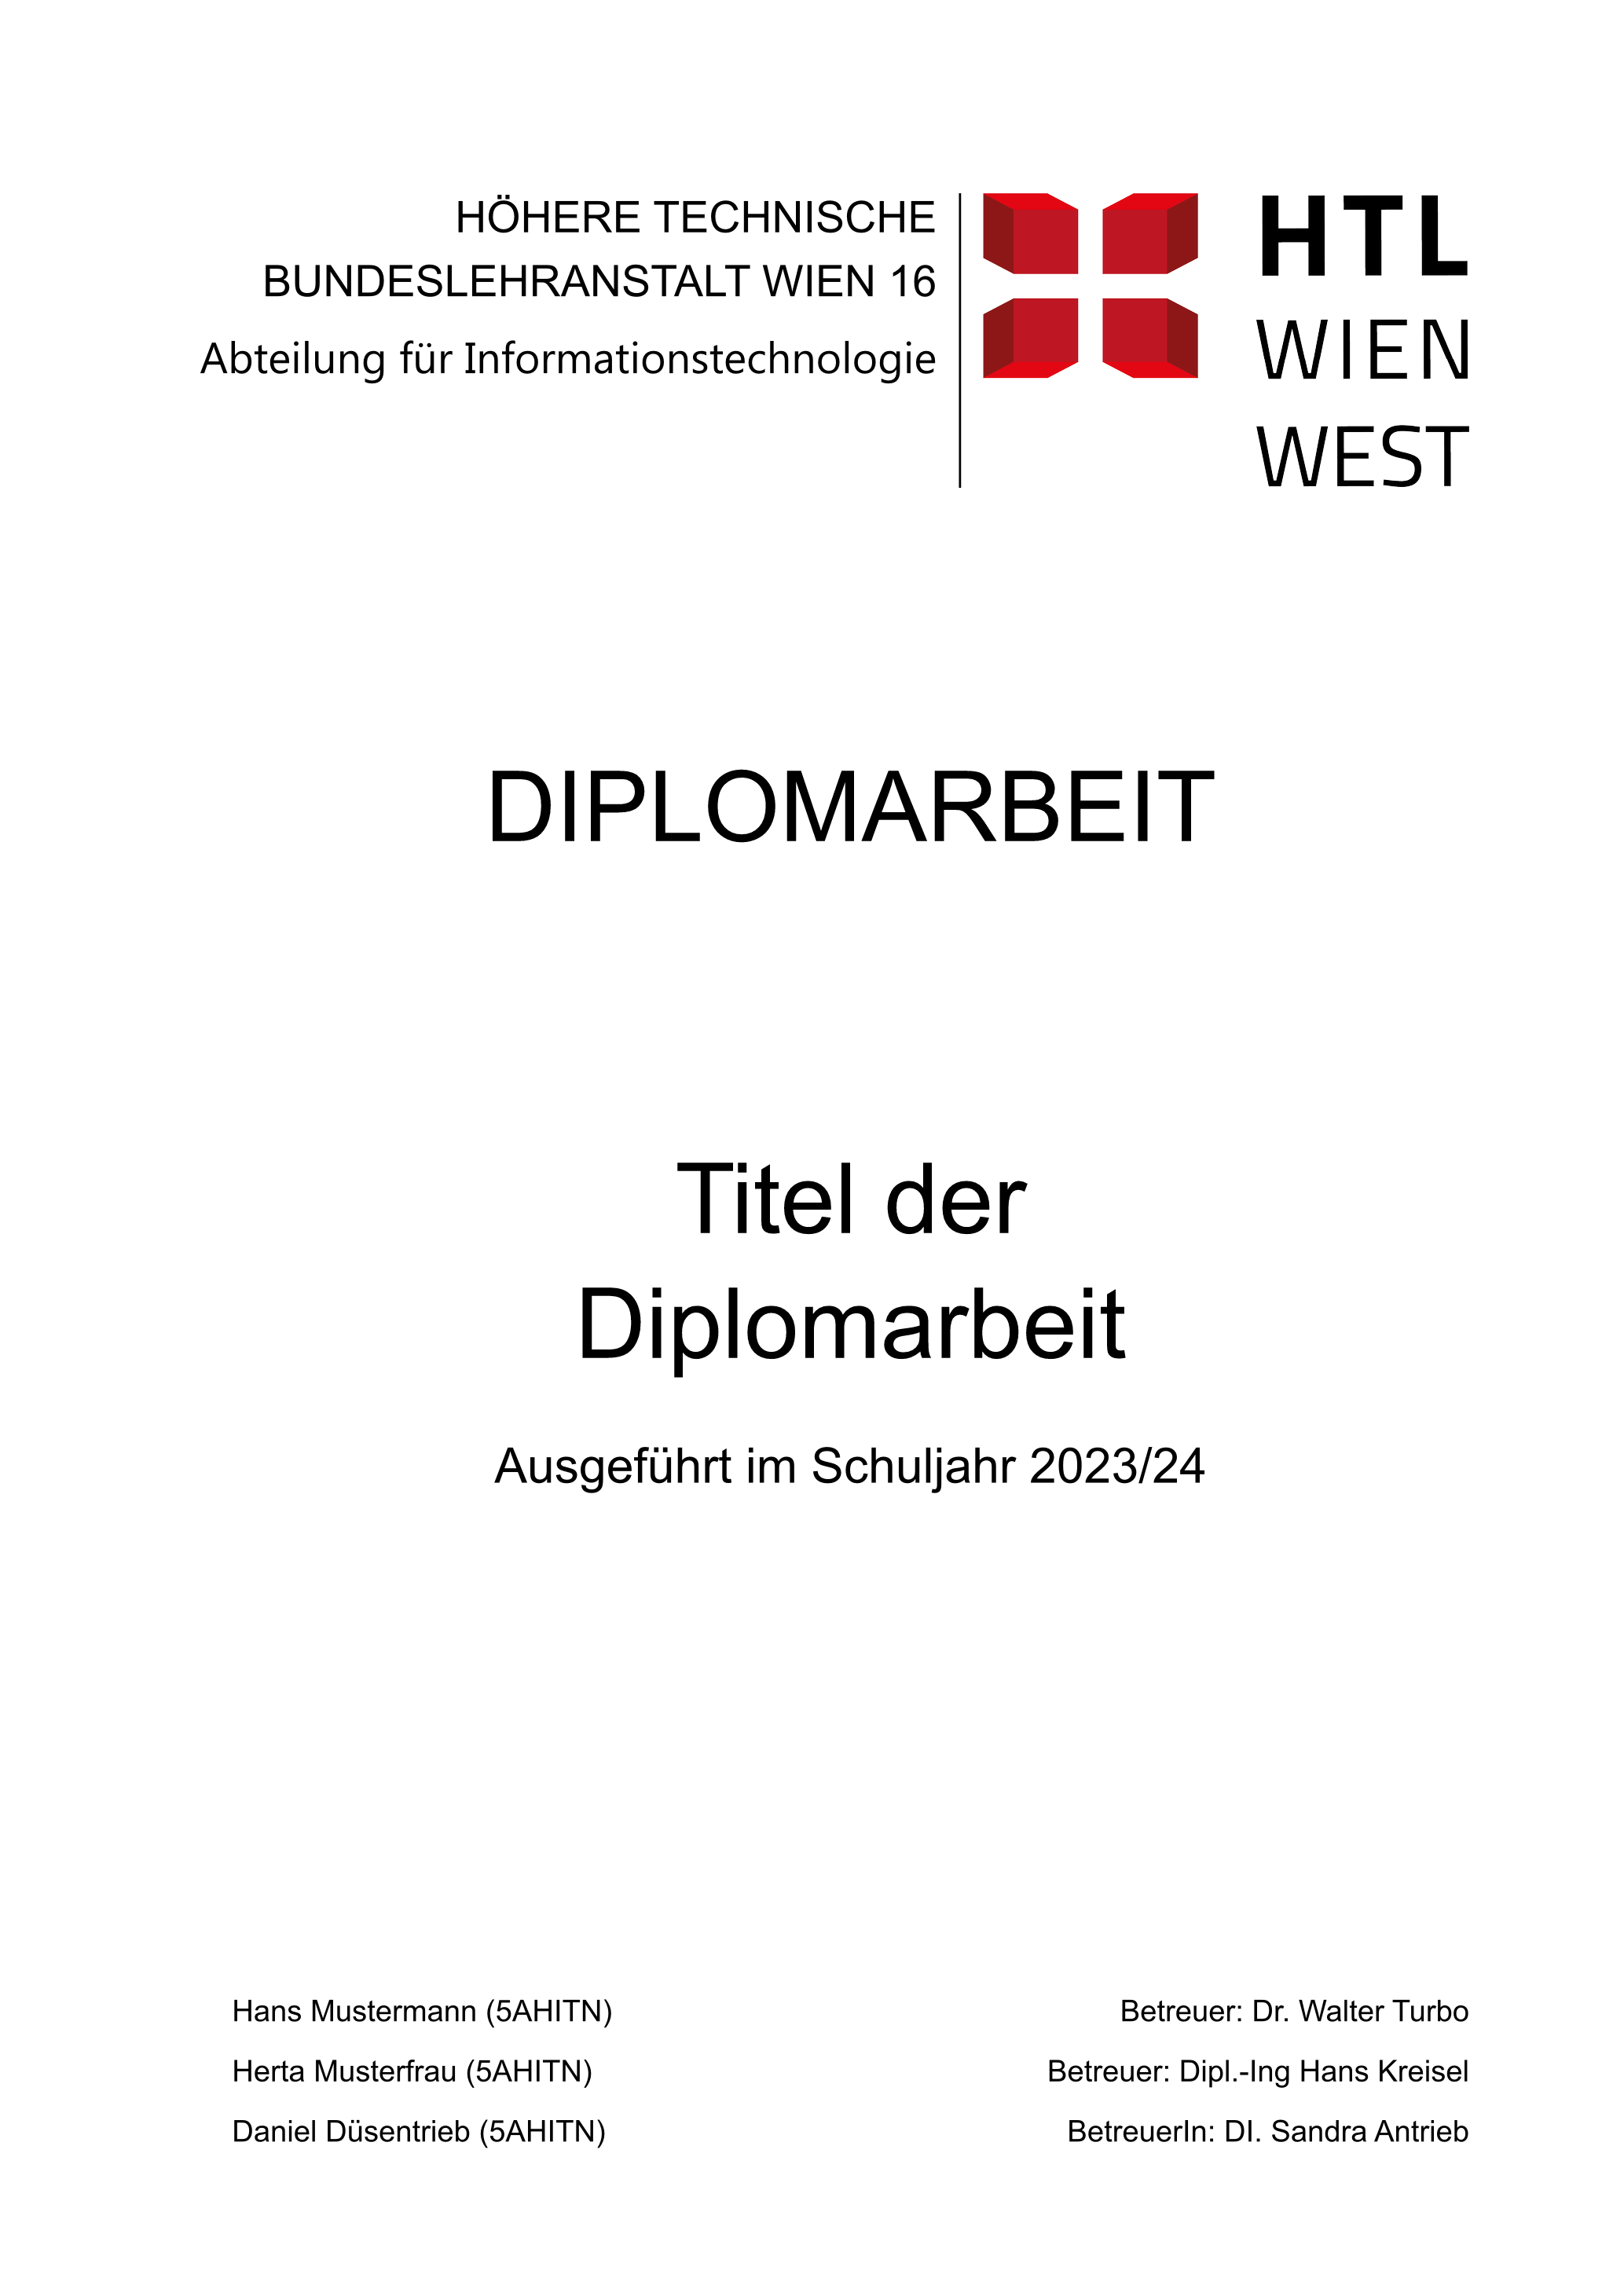 HÖHERE TECHNISCHE
BUNDESLEHRANSTALT WIEN 16
Abteilung für Informationstechnologie
HTL
WIEN
WEST
DIPLOMARBEIT
Titel der
Diplomarbeit
Ausgeführt im Schuljahr 2023/24
Hans Mustermann (5AHITN)
Betreuer: Dr. Walter Turbo
Herta Musterfrau (5AHITN)
Betreuer: Dipl.-Ing Hans Kreisel
Daniel Düsentrieb (5AHITN)
BetreuerIn: DI. Sandra Antrieb